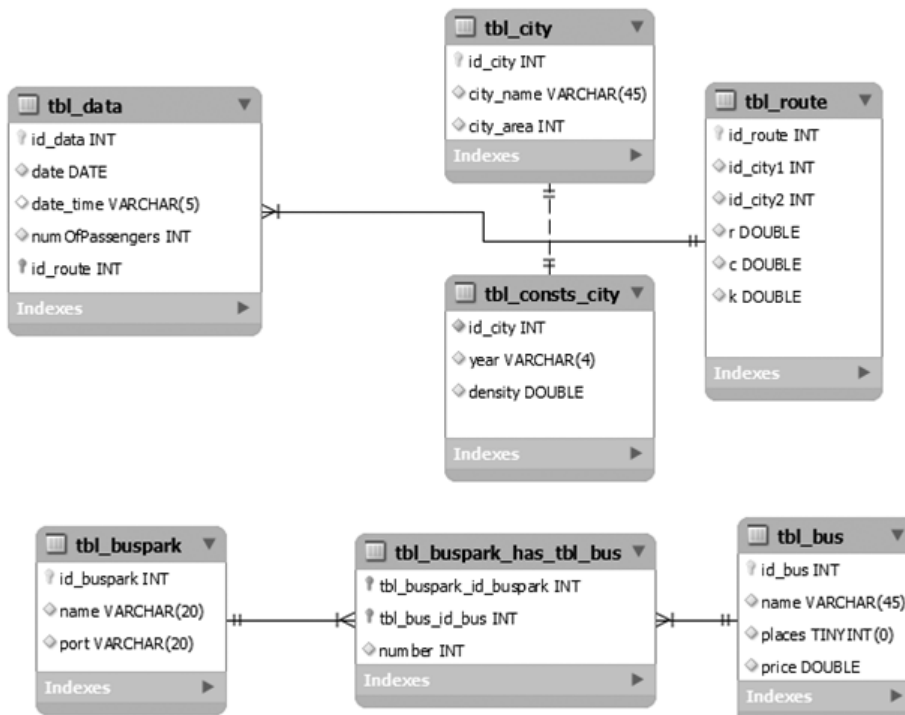 tbl_city
id_city INT
city_name VARCHAR(45)
city_area INT
Indexes
tbl_data
id_data INT
date DATE
date_time VARCHAR(5)
numOfPassengers INT
id_route INT
Indexes
tbl_route
id_route INT
id_city1 INT
id_city2 INT
r DOUBLE
c DOUBLE
k DOUBLE
Indexes
tbl_consts_city
id_city INT
year VARCHAR(4)
density DOUBLE
Indexes
tbl_buspark
id_buspark INT
name VARCHAR(20)
port VARCHAR(20)
Indexes
tbl_buspark_has_tbl_bus
tbl_buspark_id_buspark INT
tbl_bus_id_bus INT
number INT
Indexes
tbl_bus
id_bus INT
name VARCHAR(45)
places TINYINT(0)
price DOUBLE
Indexes